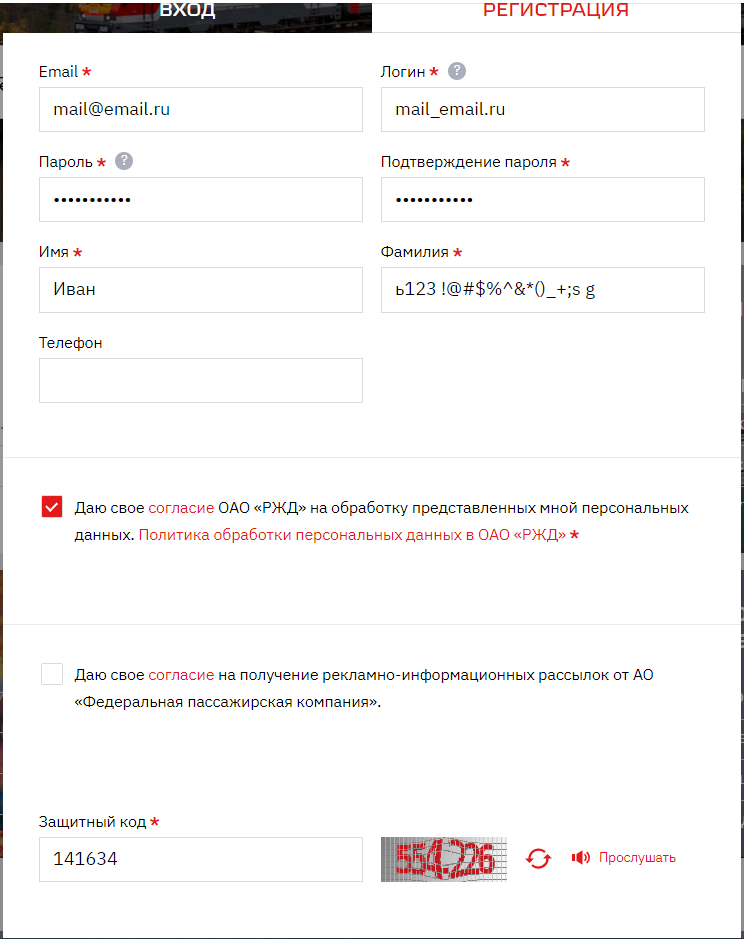 ВХОД
РЕГИСТРАЦИЯ
Email *
Логин * ?
mail@email.ru
mail_email.ru
Пароль * ?
Подтверждение пароля *
•••••••••••
•••••••••••
Имя *
Фамилия *
Иван
ь123 !@#$%^&*()_+;s g
Телефон
Даю свое согласие ОАО «РЖД» на обработку представленных мной персональных
данных. Политика обработки персональных данных в ОАО «РЖД» *
Даю свое согласие на получение рекламно-информационных рассылок от АО
«Федеральная пассажирская компания».
Защитный код *
141634
Прослушать